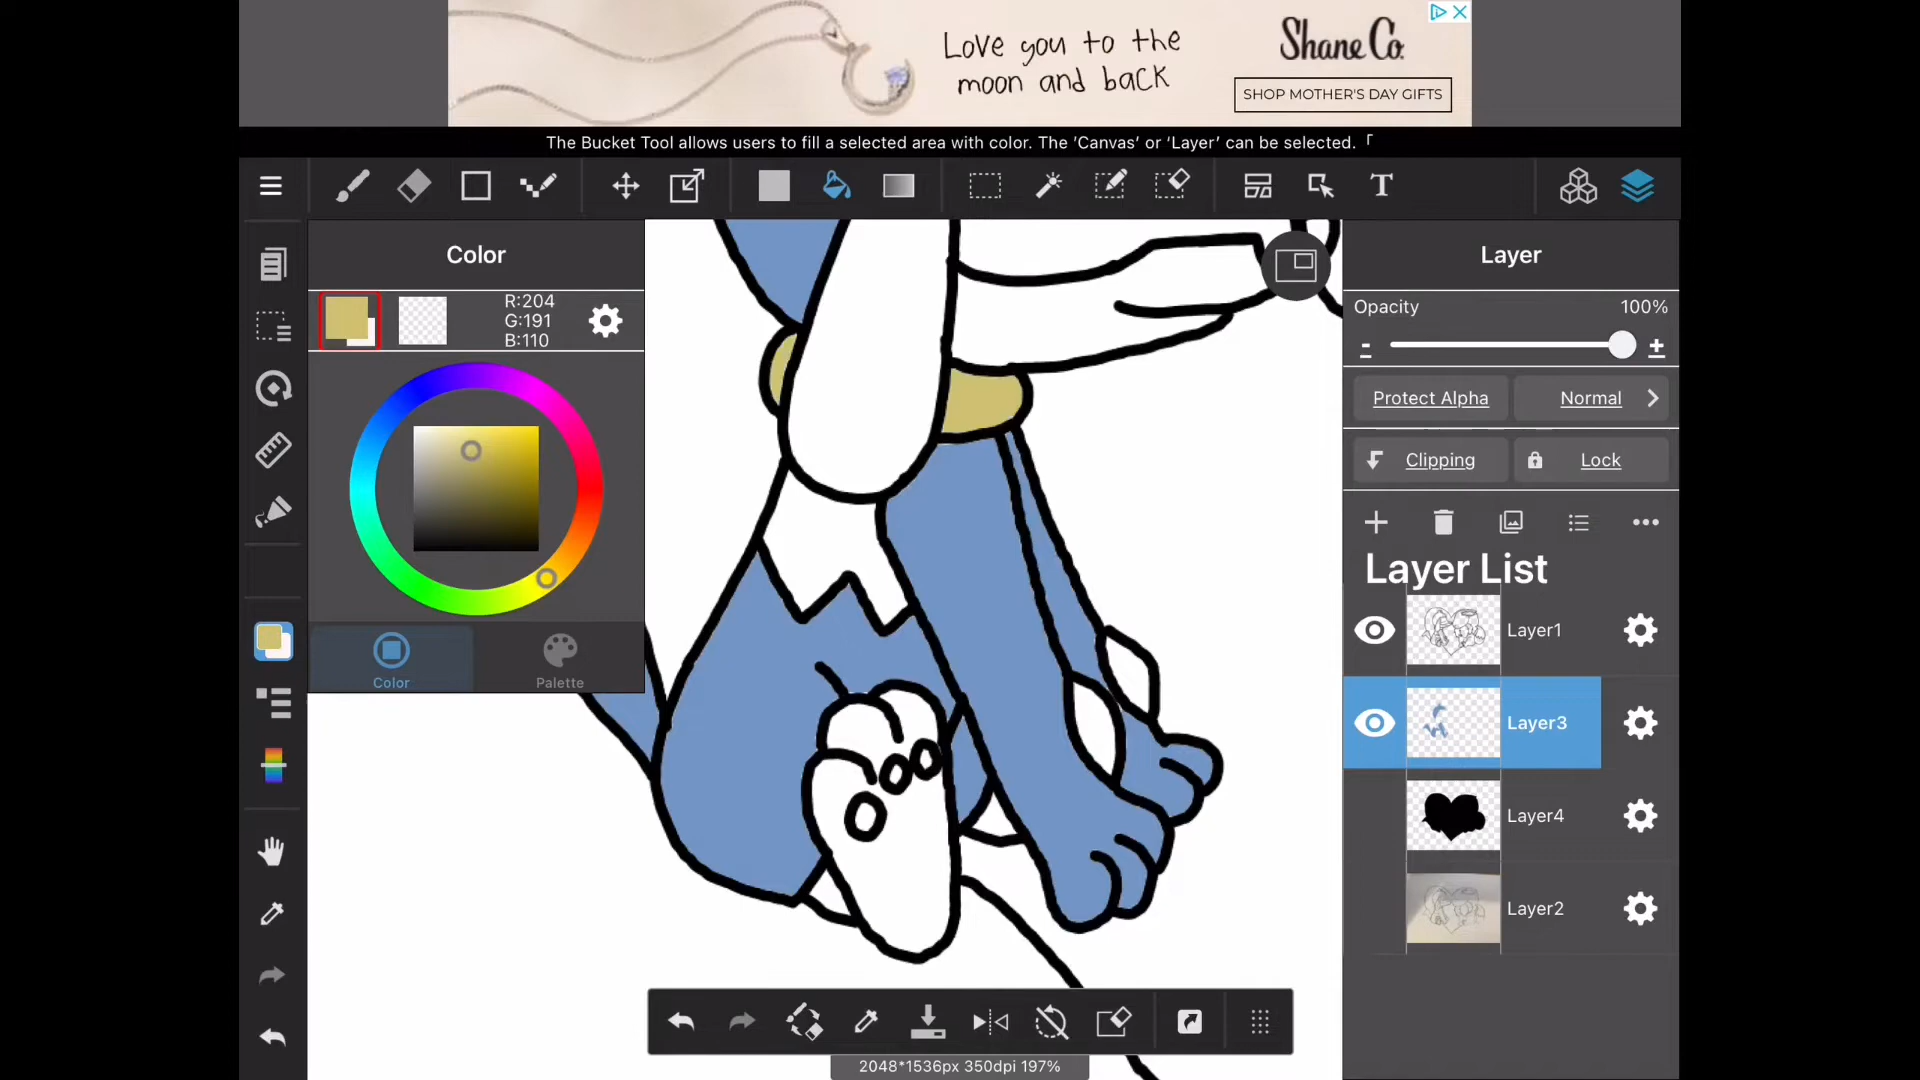 Love you to the
moon and back
Shane Co.
SHOP MOTHER'S DAY GIFTS
The Bucket Tool allows users to fill a selected area with color. The 'Canvas' or 'Layer' can be selected. 「
T
Color
R:204
G:191
B:110
Color
Palette
Layer
Opacity
100%
-
+
Protect Alpha
Normal
Clipping
Lock
Layer List
Layer1
Layer3
Layer4
Layer2
2048*1536px 350dpi 197%